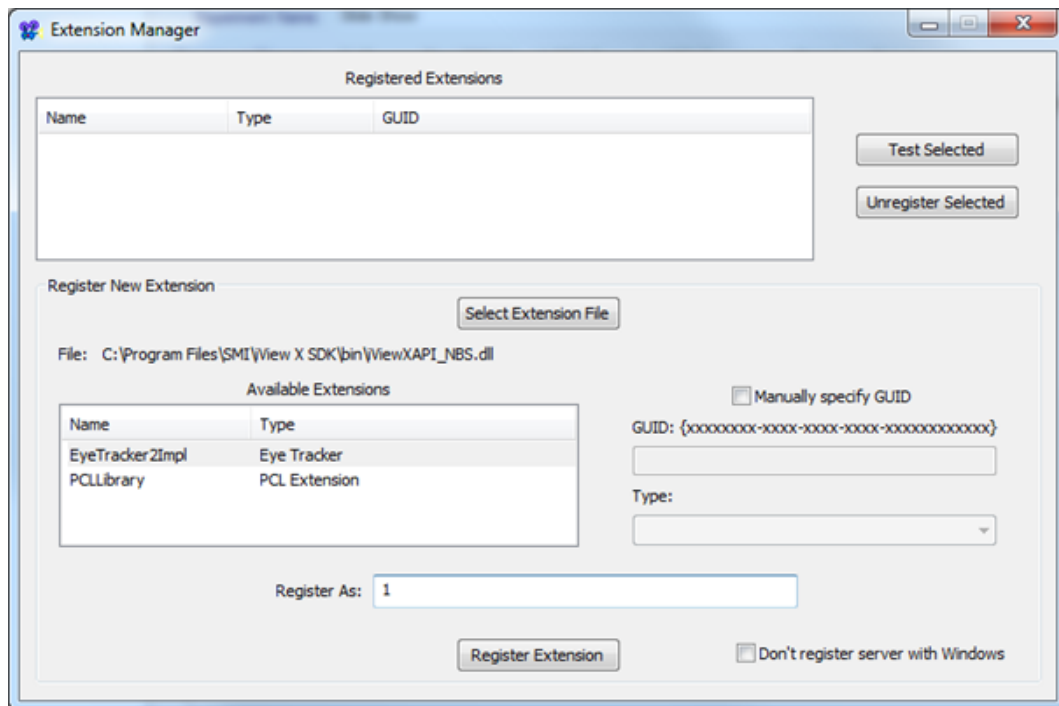 Extension Manager
Registered Extensions
Name Type GUID
Test Selected
Unregister Selected
Register New Extension
Select Extension File
File: C:\Program Files\SMI\iView X SDK\bin\iViewXAPI_NBS.dll
Available Extensions
Manually specify GUID
Name Type
GUID: {xxxxxxxx-xxxx-xxxx-xxxx-xxxxxxxxxxxx}
EyeTracker2Impl Eye Tracker
PCLLibrary PCL Extension
Type:
Register As: 1
Register Extension
Don't register server with Windows